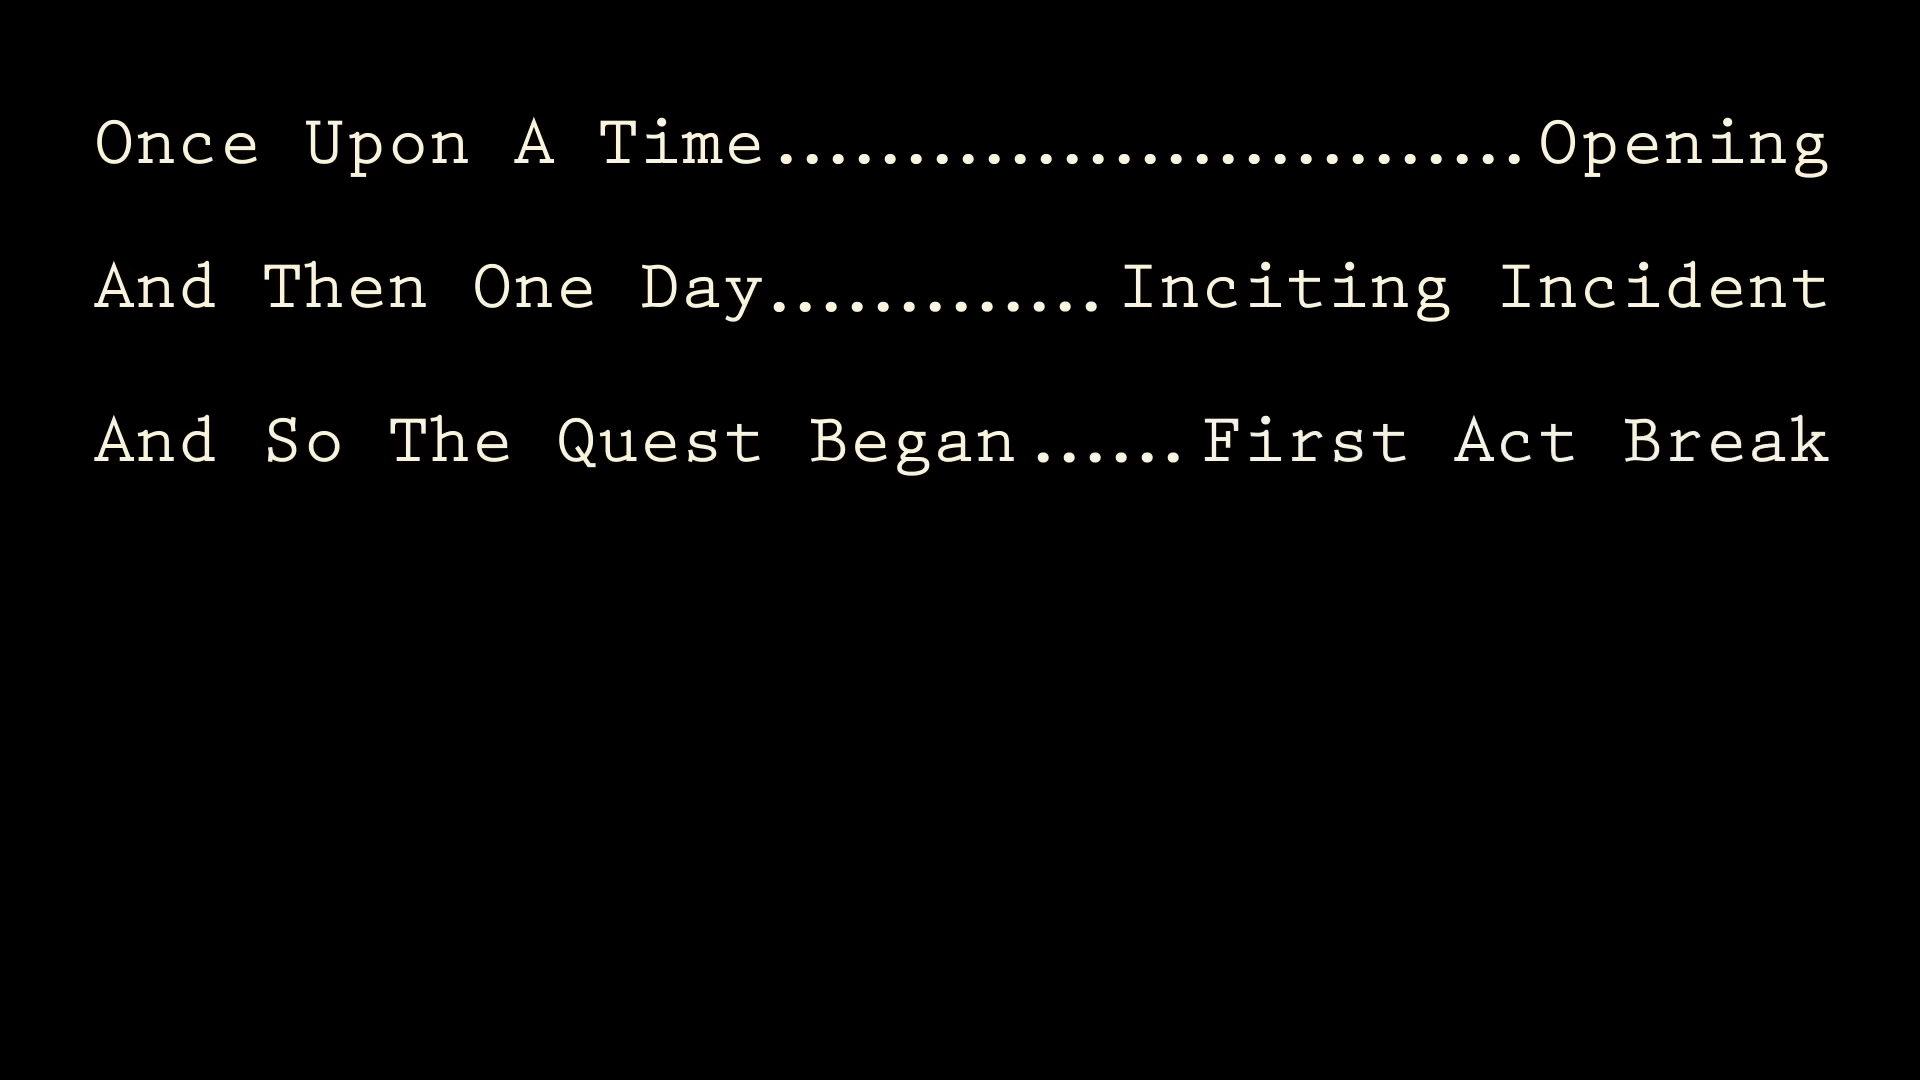 Once Upon A Time.............................Opening
And Then One Day.............Inciting Incident
And So The Quest Began......First Act Break